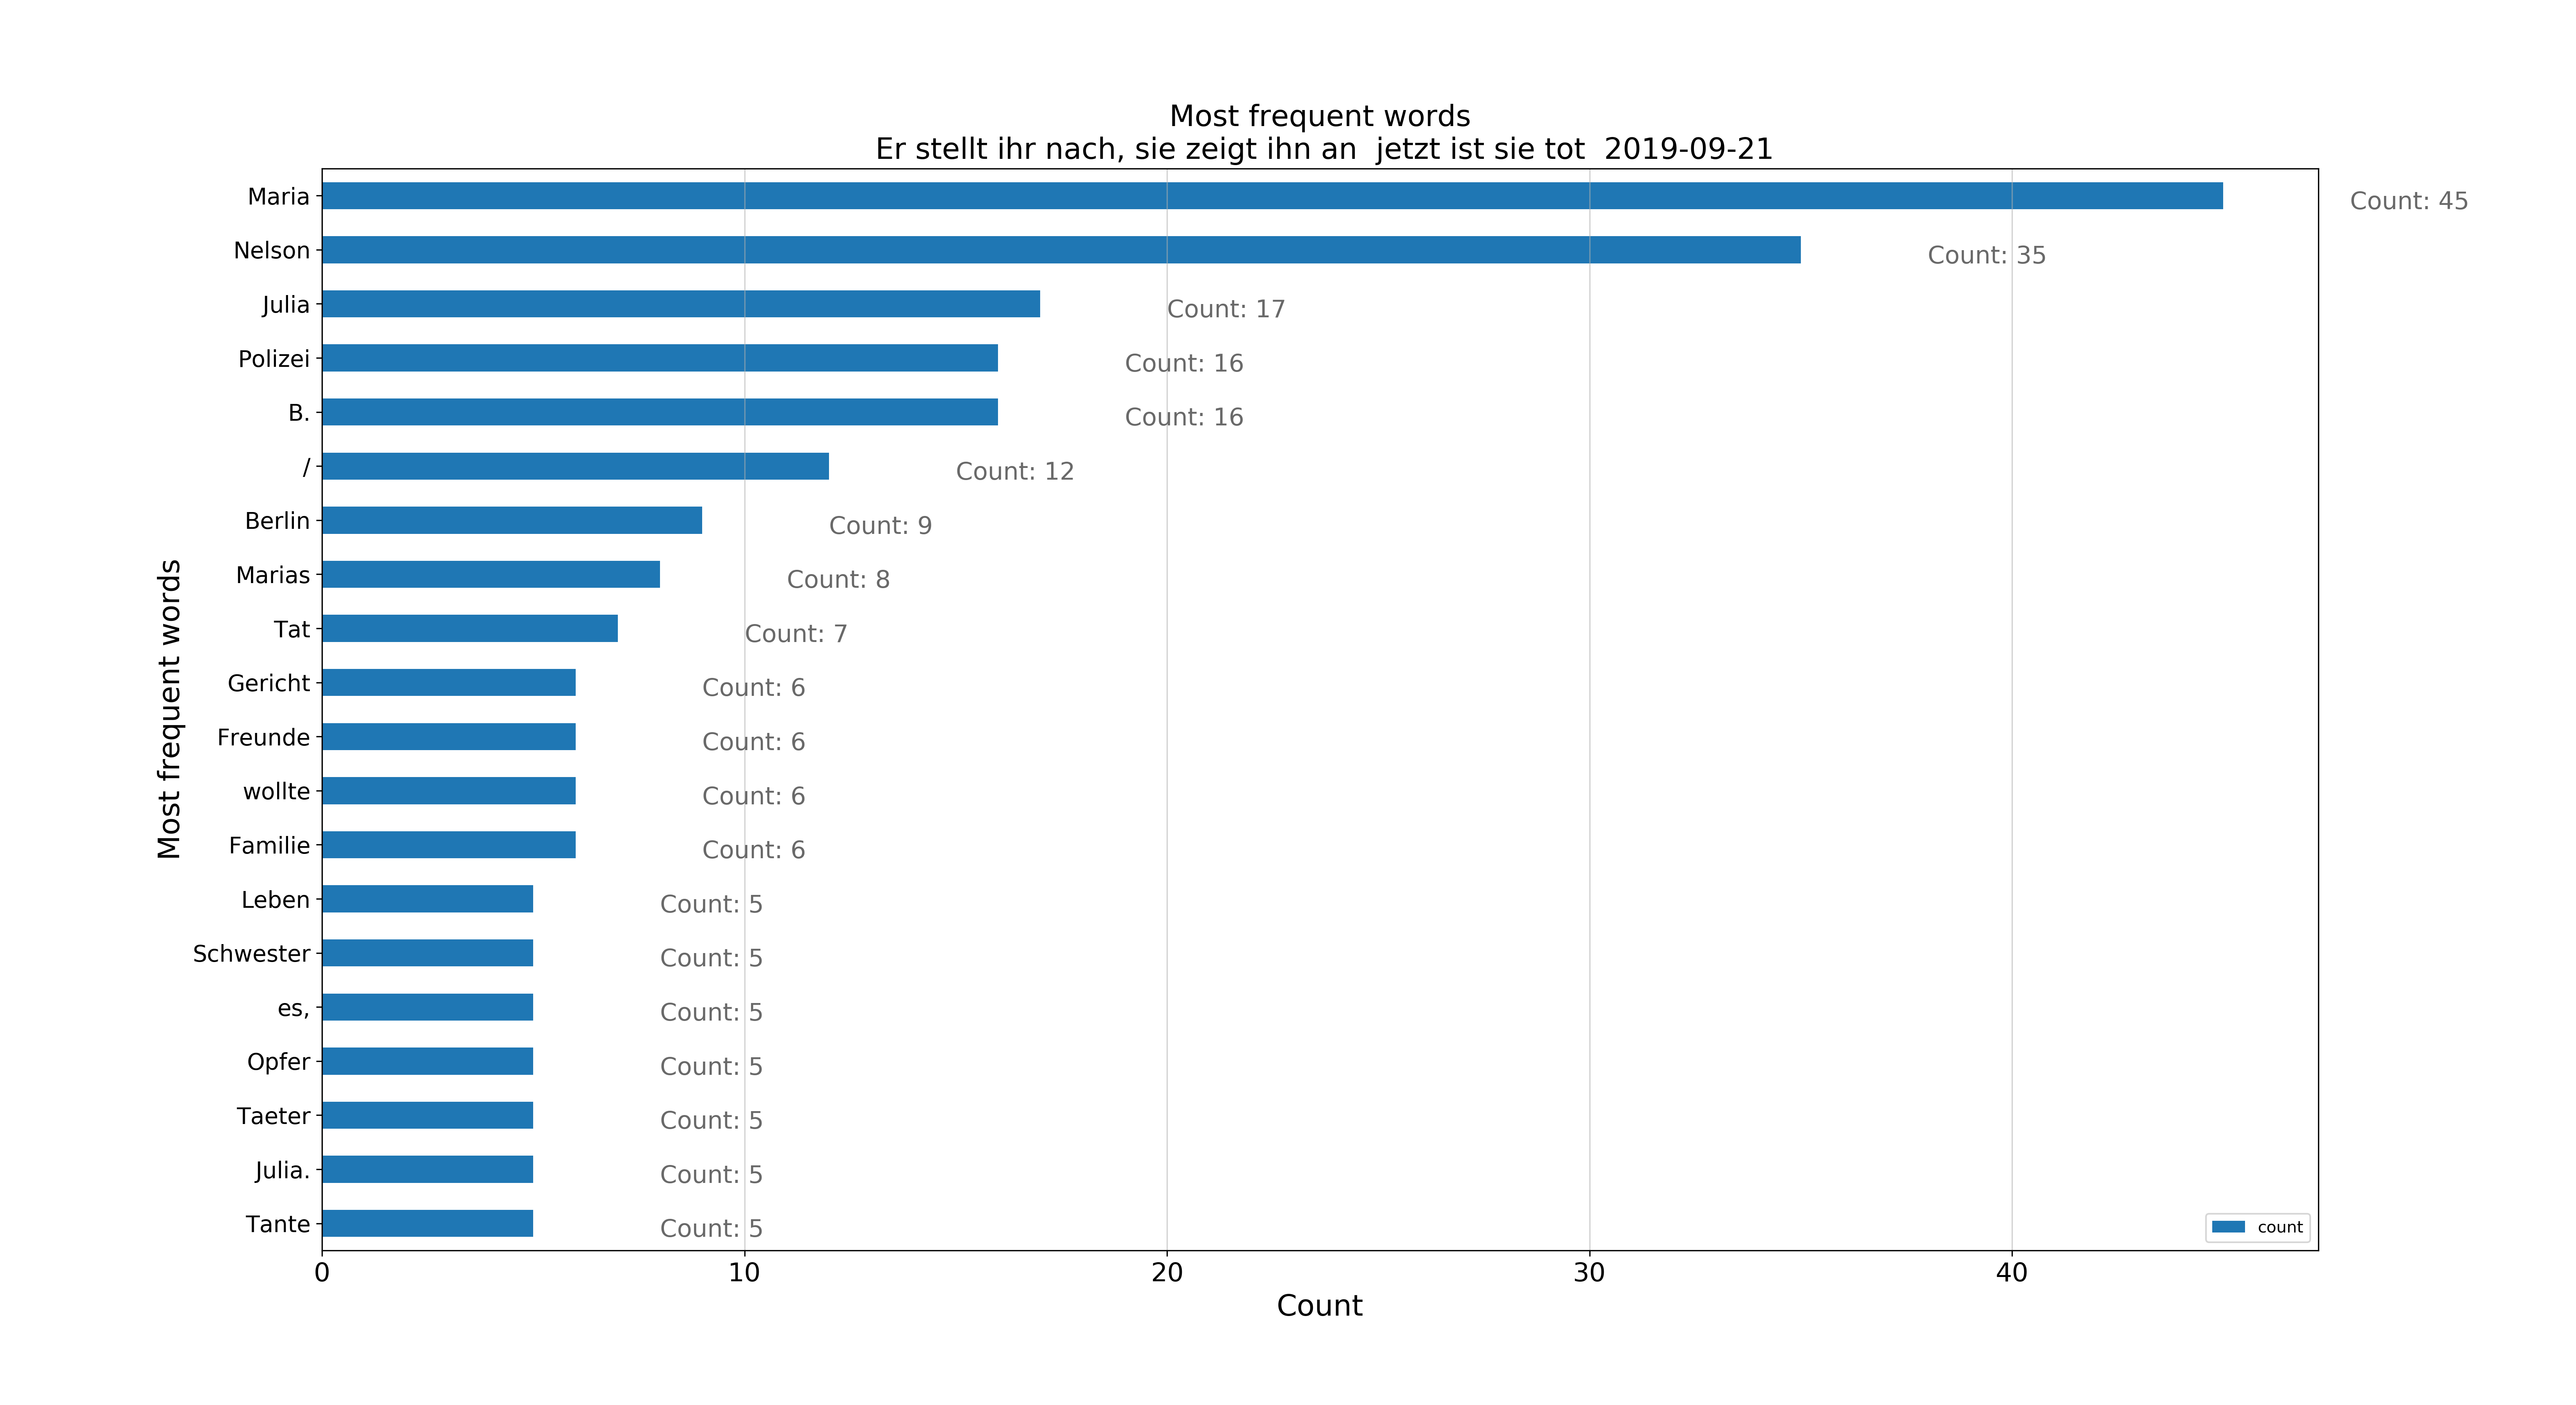 Most frequent words
Er stellt ihr nach, sie zeigt ihn an  jetzt ist sie tot  2019-09-21
Most frequent words
Maria Count: 45
Nelson Count: 35
Julia Count: 17
Polizei Count: 16
B. Count: 16
/ Count: 12
Berlin Count: 9
Marias Count: 8
Tat Count: 7
Gericht Count: 6
Freunde Count: 6
wollte Count: 6
Familie Count: 6
Leben Count: 5
Schwester Count: 5
es, Count: 5
Opfer Count: 5
Taeter Count: 5
Julia. Count: 5
Tante Count: 5
count
0 10 20 30 40
Count